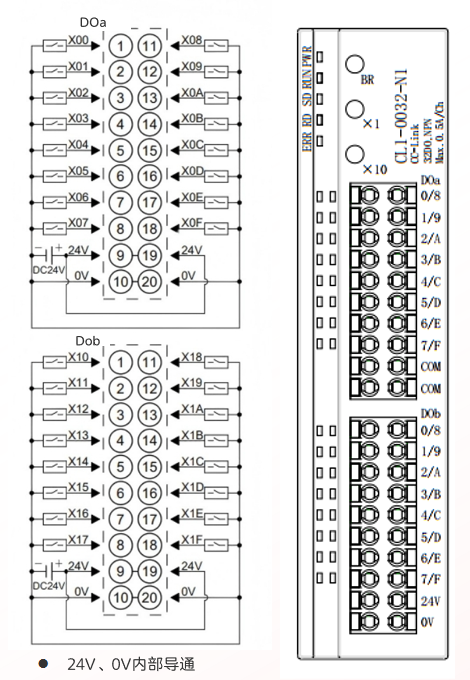 DOa
X00 1 11 X08
X01 2 12 X09
X02 3 13 X0A
X03 4 14 X0B
X04 5 15 X0C
X05 6 16 X0D
X06 7 17 X0E
X07 8 18 X0F
− + 24V 9 19 24V
DC24V
0V 10 20 0V
Dob
X10 1 11 X18
X11 2 12 X19
X12 3 13 X1A
X13 4 14 X1B
X14 5 15 X1C
X15 6 16 X1D
X16 7 17 X1E
X17 8 18 X1F
− + 24V 9 19 24V
DC24V
0V 10 20 0V
● 24V、0V内部导通
ERR RD SD RUN PWR
BR
×1
×10
CL1-0032-N1
CC-Link
32DO,NPN
Max.0.5A/Ch
DOa
0/8
1/9
2/A
3/B
4/C
5/D
6/E
7/F
COM
COM
DOb
0/8
1/9
2/A
3/B
4/C
5/D
6/E
7/F
24V
0V